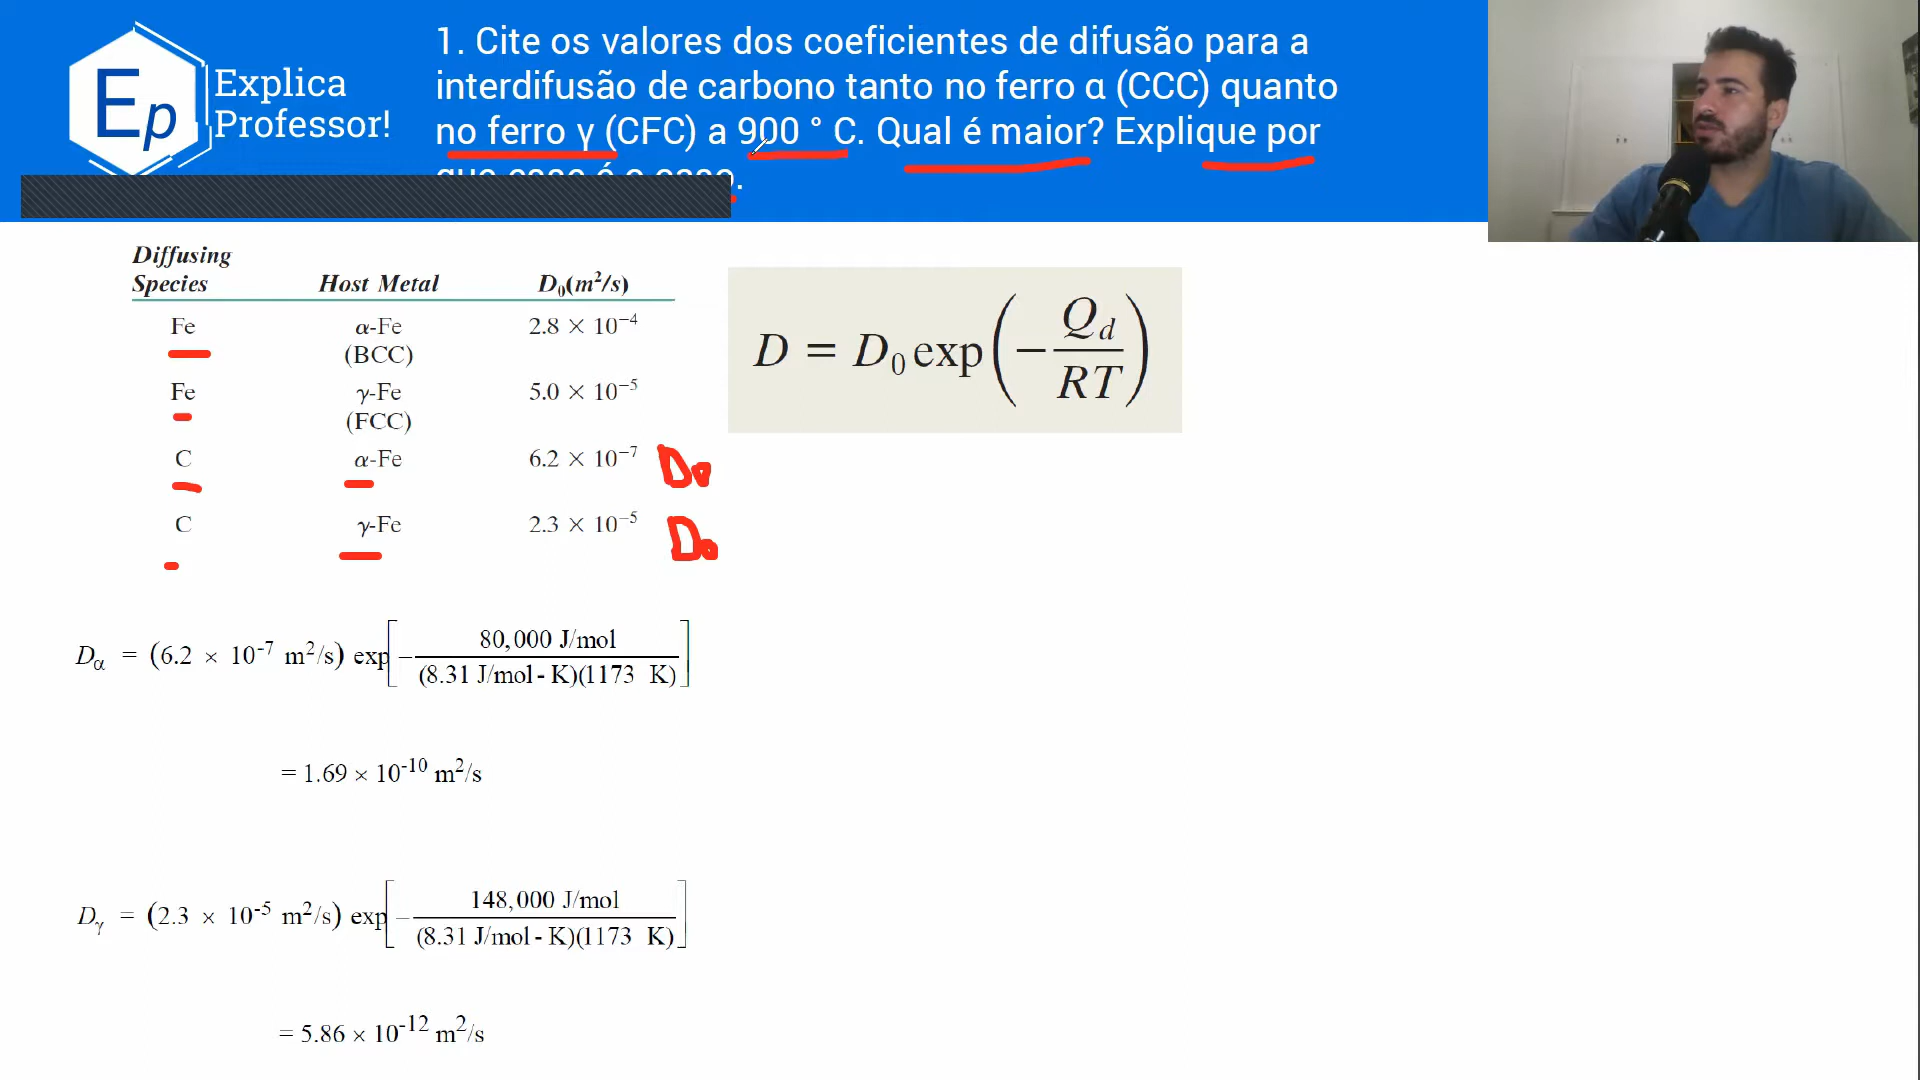 Ep
Explica
Professor!
1. Cite os valores dos coeficientes de difusão para a
interdifusão de carbono tanto no ferro α (CCC) quanto
no ferro γ (CFC) a 900 ° C. Qual é maior? Explique por
Diffusing
Species Host Metal D₀(m²/s)
Fe α-Fe 2.8 × 10⁻⁴
(BCC)
Fe γ-Fe 5.0 × 10⁻⁵
(FCC)
C α-Fe 6.2 × 10⁻⁷ D₀
C γ-Fe 2.3 × 10⁻⁵ D₀
D = D₀ exp(−Q_d/RT)
D_α = (6.2 × 10⁻⁷ m²/s) exp[−80,000 J/mol/(8.31 J/mol-K)(1173 K)]
= 1.69 × 10⁻¹⁰ m²/s
D_γ = (2.3 × 10⁻⁵ m²/s) exp[−148,000 J/mol/(8.31 J/mol-K)(1173 K)]
= 5.86 × 10⁻¹² m²/s